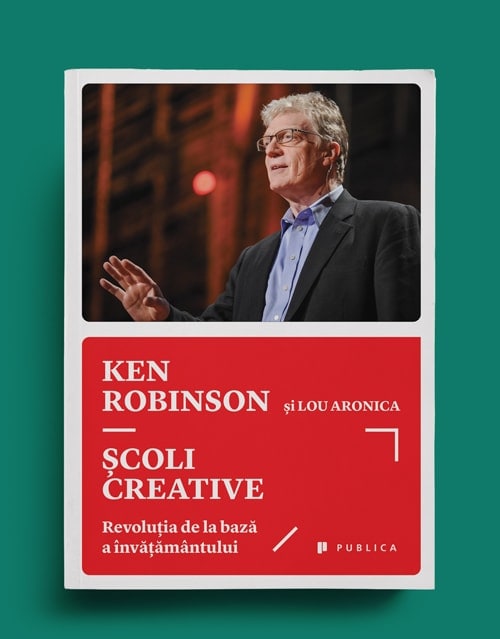 KEN
ROBINSON și LOU ARONICA
ȘCOLI
CREATIVE
Revoluția de la bază
a învățământului
PUBLICA